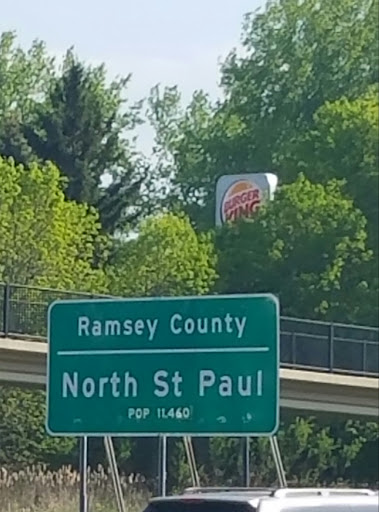 BURGER
KING
Ramsey County
North St Paul
POP 11,460